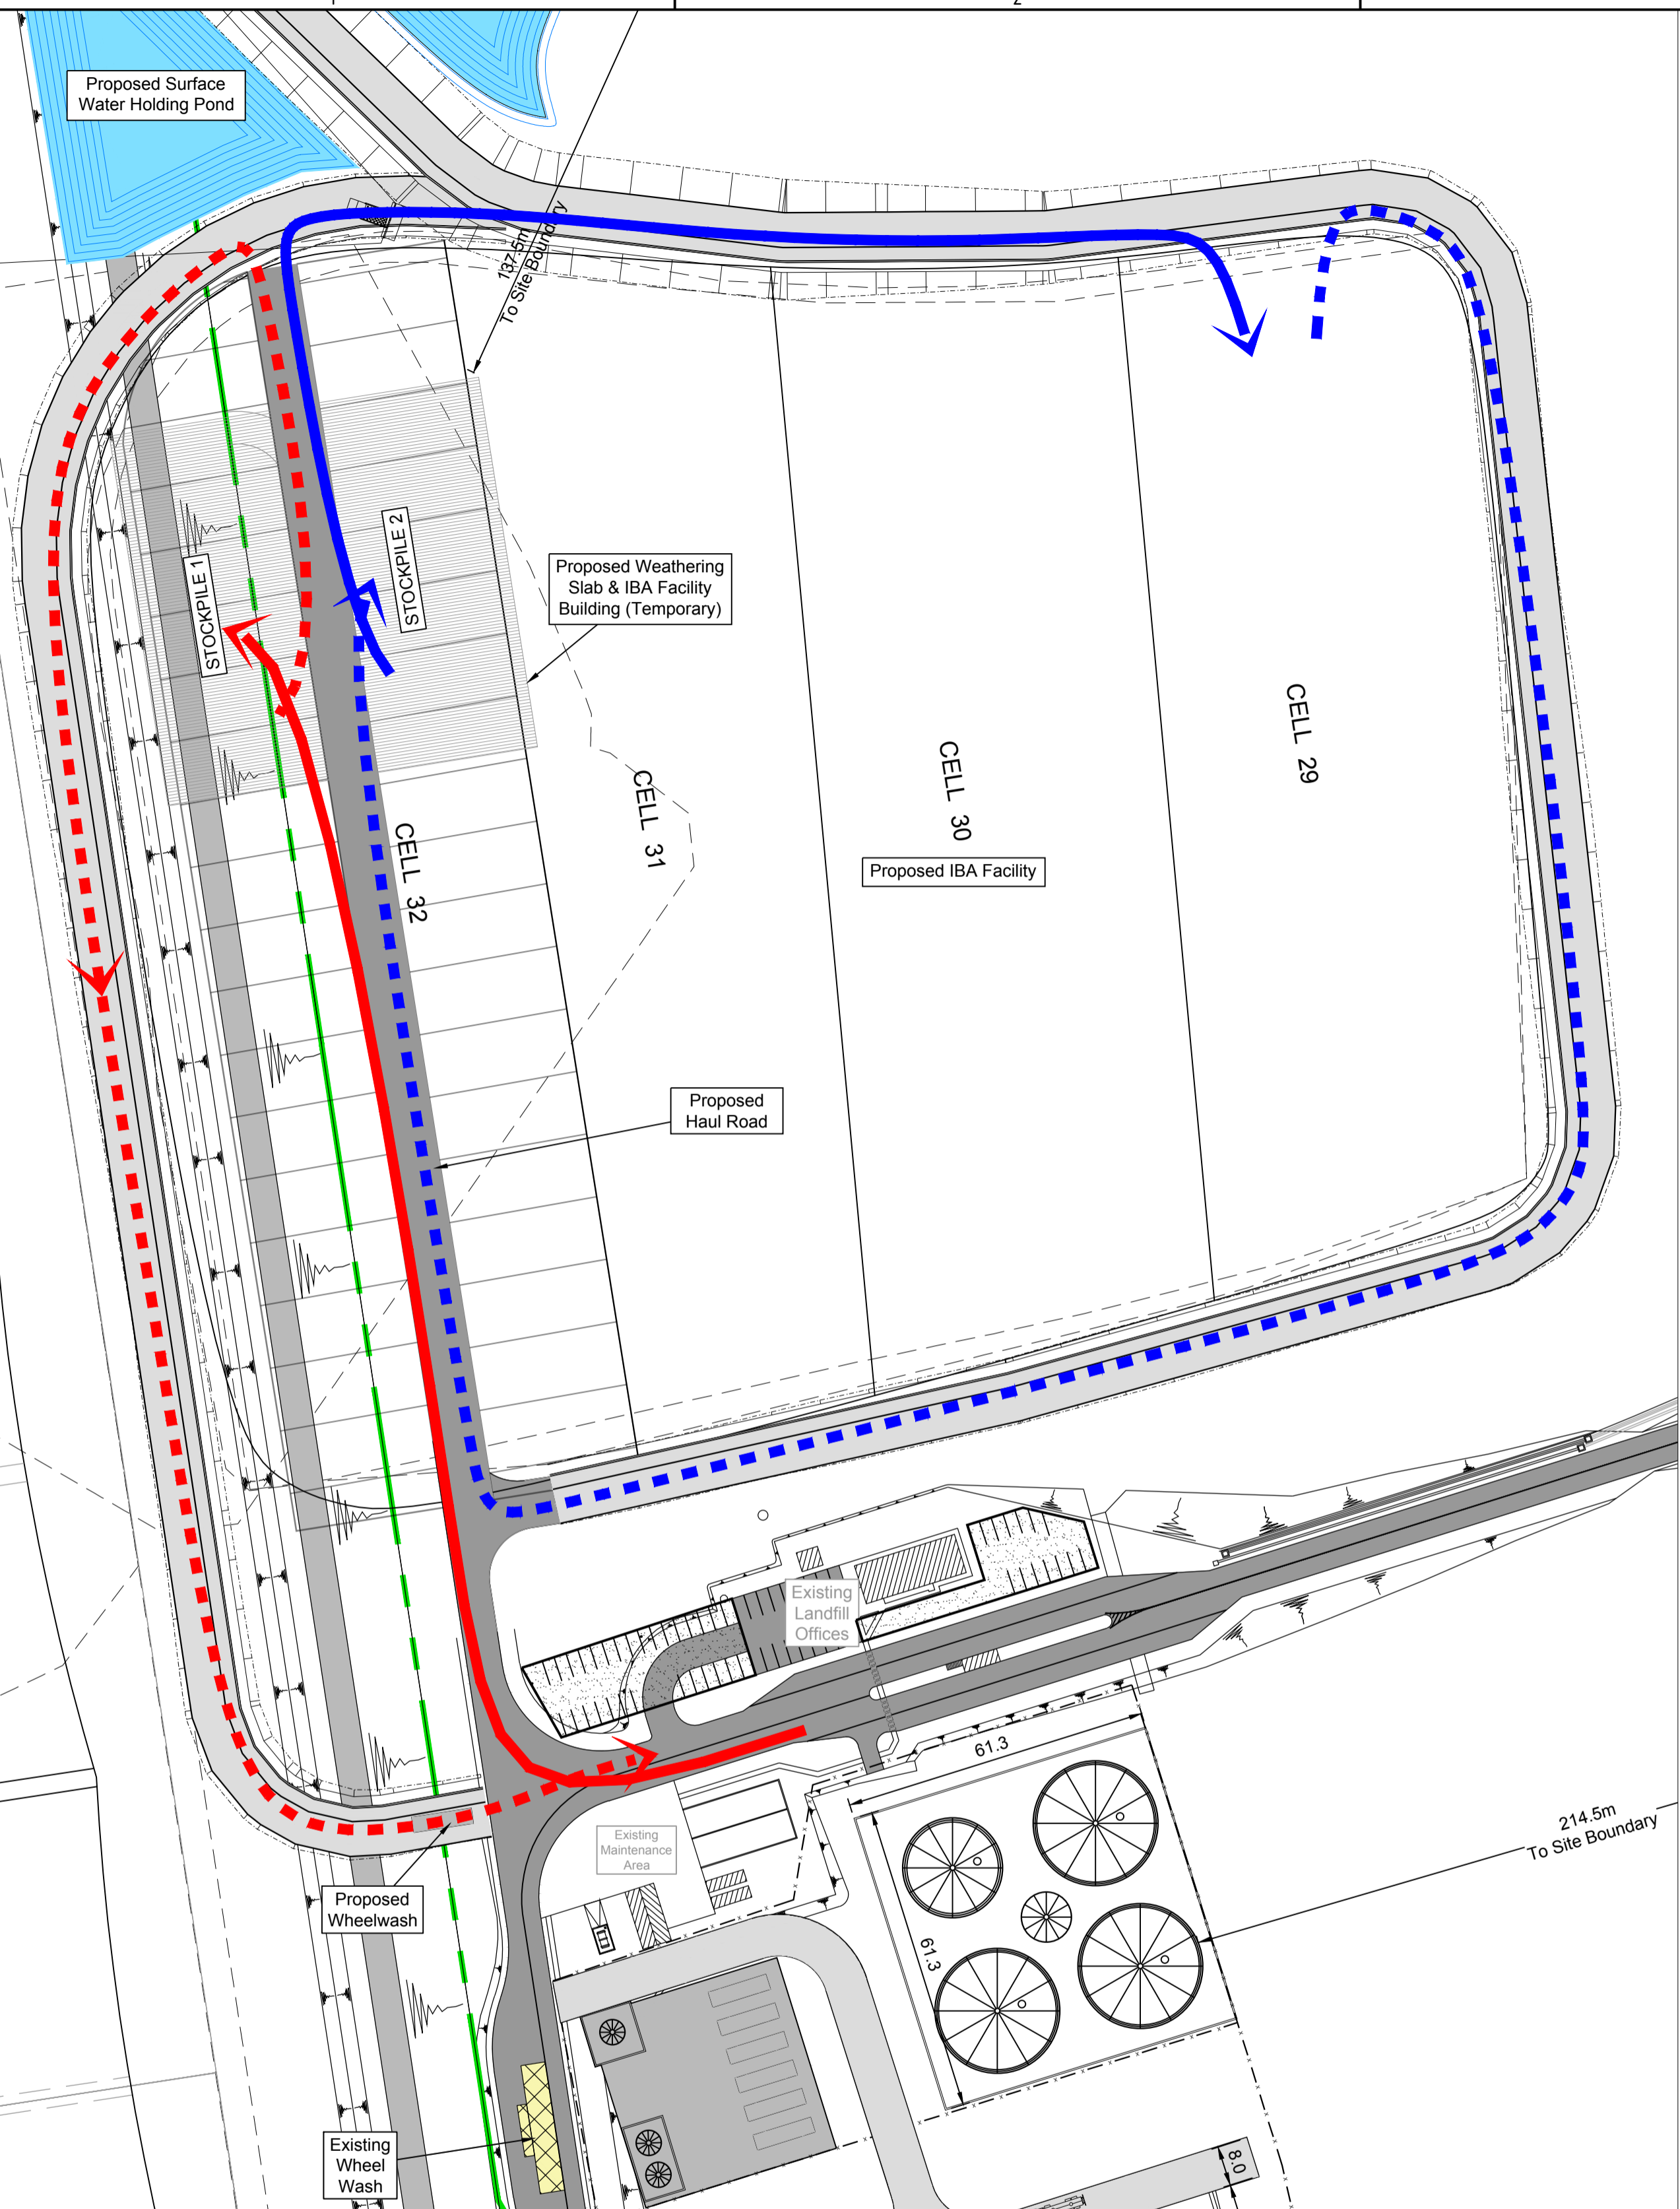 2
Proposed Surface
Water Holding Pond
137.5m
To Site Boundary
STOCKPILE 1
STOCKPILE 2
Proposed Weathering
Slab & IBA Facility
Building (Temporary)
CELL 29
CELL 30
CELL 31
CELL 32
Proposed IBA Facility
Proposed
Haul Road
Existing
Landfill
Offices
61.3
214.5m
To Site Boundary
Existing
Maintenance
Area
Proposed
Wheelwash
61.3
Existing
Wheel
Wash
8.0